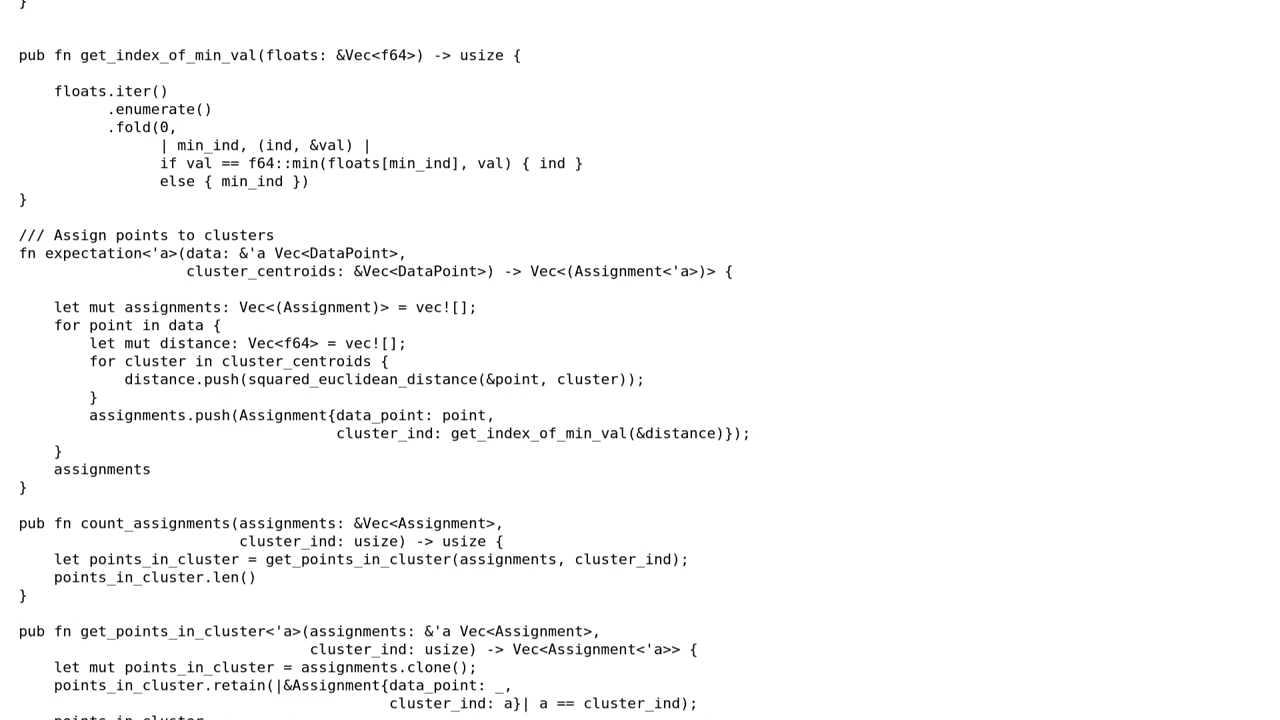 }
pub fn get_index_of_min_val(floats: &Vec<f64>) -> usize {
    floats.iter()
          .enumerate()
          .fold(0,
                | min_ind, (ind, &val) |
                if val == f64::min(floats[min_ind], val) { ind }
                else { min_ind })
}
/// Assign points to clusters
fn expectation<'a>(data: &'a Vec<DataPoint>,
                   cluster_centroids: &Vec<DataPoint>) -> Vec<(Assignment<'a>)> {
    let mut assignments: Vec<(Assignment)> = vec![];
    for point in data {
        let mut distance: Vec<f64> = vec![];
        for cluster in cluster_centroids {
            distance.push(squared_euclidean_distance(&point, cluster));
        }
        assignments.push(Assignment{data_point: point,
                                    cluster_ind: get_index_of_min_val(&distance)});
    }
    assignments
}
pub fn count_assignments(assignments: &Vec<Assignment>,
                         cluster_ind: usize) -> usize {
    let points_in_cluster = get_points_in_cluster(assignments, cluster_ind);
    points_in_cluster.len()
}
pub fn get_points_in_cluster<'a>(assignments: &'a Vec<Assignment>,
                                 cluster_ind: usize) -> Vec<Assignment<'a>> {
    let mut points_in_cluster = assignments.clone();
    points_in_cluster.retain(|&Assignment{data_point: _,
                                          cluster_ind: a}| a == cluster_ind);
    points_in_cluster